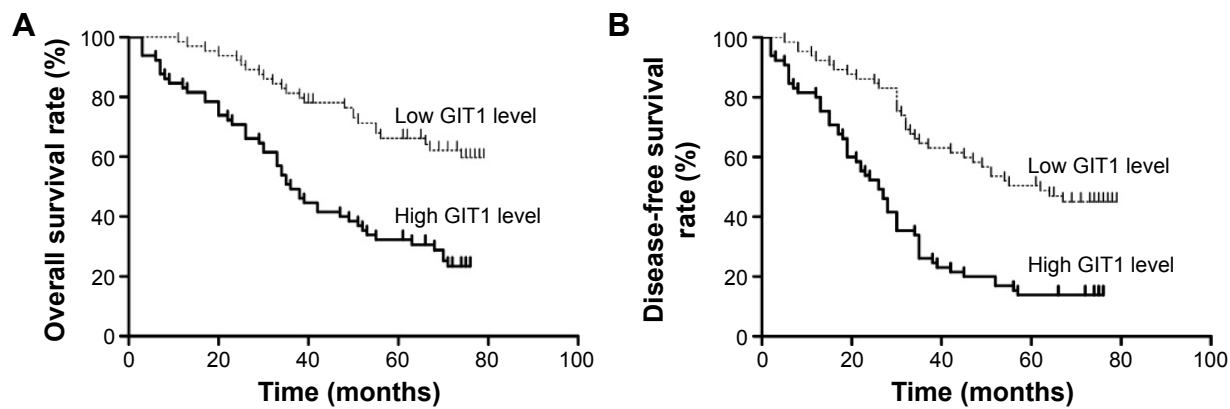 A
Overall survival rate (%)
100
80
60
40
20
0
0 20 40 60 80 100
Time (months)
Low GIT1 level
High GIT1 level
B
Disease-free survival
rate (%)
100
80
60
40
20
0
0 20 40 60 80 100
Time (months)
Low GIT1 level
High GIT1 level